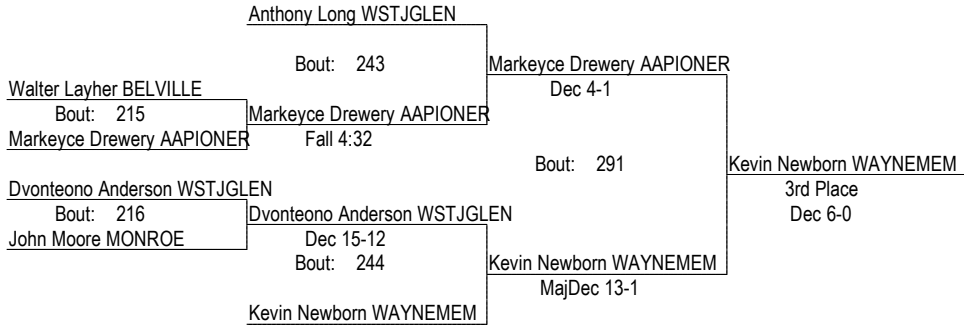 Anthony Long WSTJGLEN
Bout: 243
Markeyce Drewery AAPIONER
Dec 4-1
Walter Layher BELVILLE
Bout: 215
Markeyce Drewery AAPIONER
Markeyce Drewery AAPIONER
Fall 4:32
Bout: 291
Kevin Newborn WAYNEMEM
3rd Place
Dec 6-0
Dvonteono Anderson WSTJGLEN
Bout: 216
John Moore MONROE
Dvonteono Anderson WSTJGLEN
Dec 15-12
Bout: 244
Kevin Newborn WAYNEMEM
MajDec 13-1
Kevin Newborn WAYNEMEM